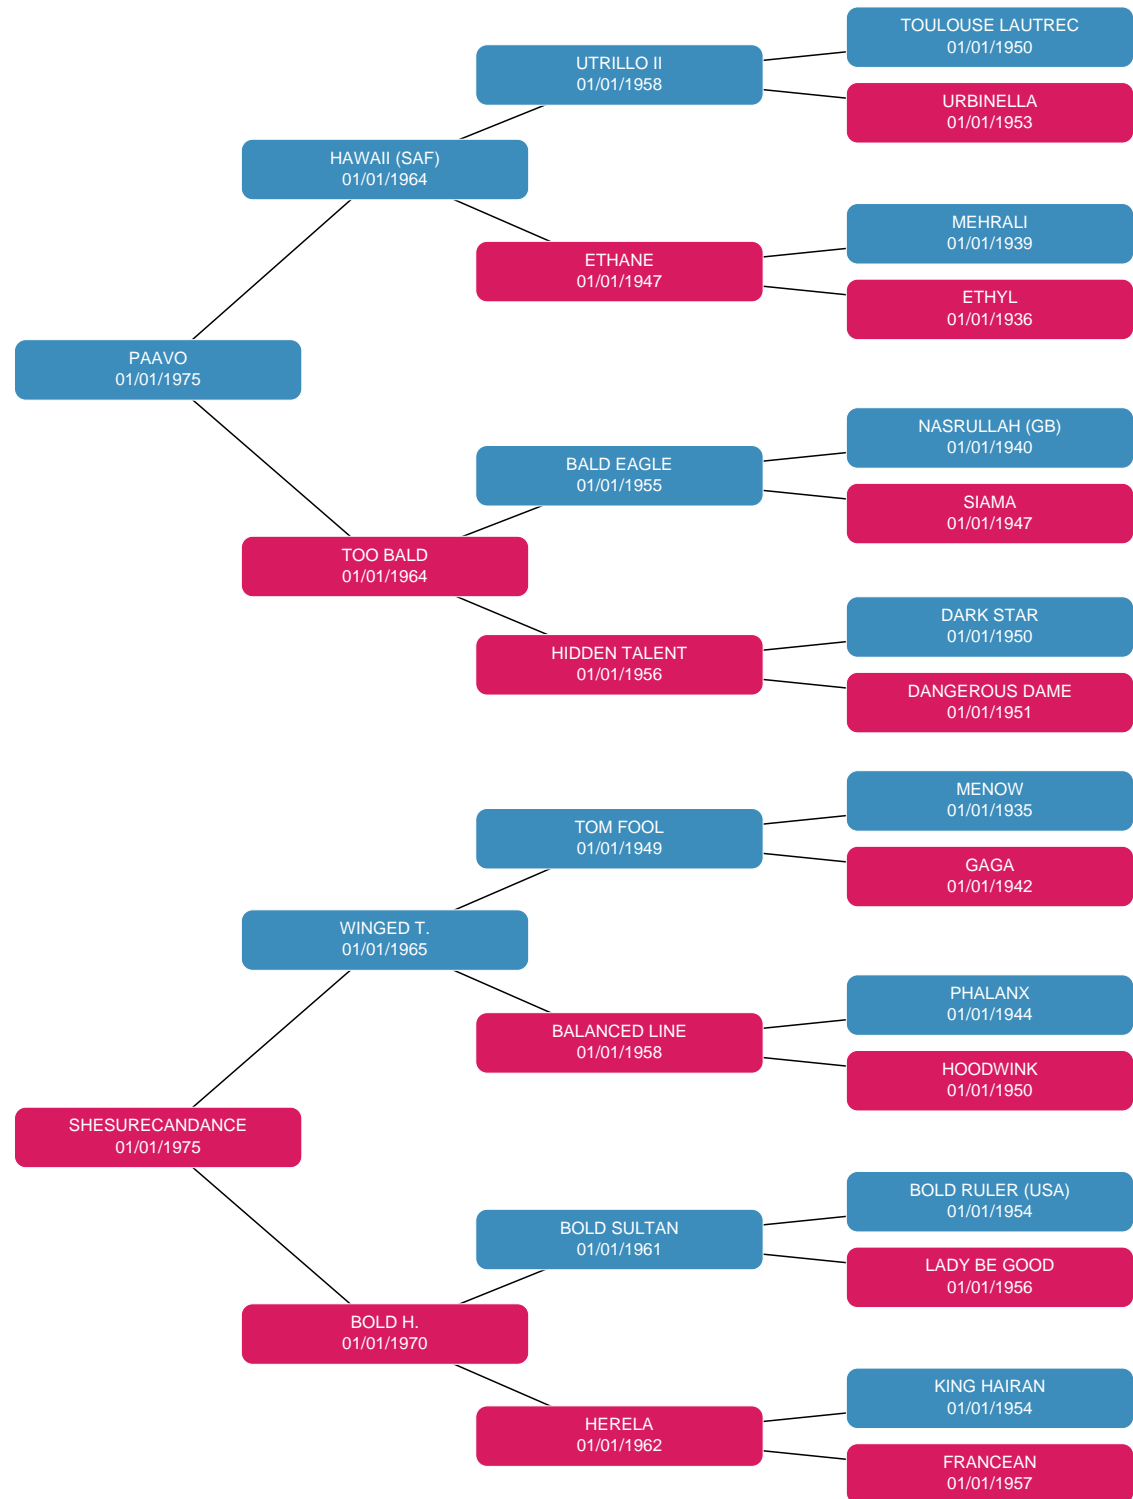 TOULOUSE LAUTREC
01/01/1950
UTRILLO II
01/01/1958
URBINELLA
01/01/1953
HAWAII (SAF)
01/01/1964
MEHRALI
01/01/1939
ETHANE
01/01/1947
ETHYL
01/01/1936
PAAVO
01/01/1975
NASRULLAH (GB)
01/01/1940
BALD EAGLE
01/01/1955
SIAMA
01/01/1947
TOO BALD
01/01/1964
DARK STAR
01/01/1950
HIDDEN TALENT
01/01/1956
DANGEROUS DAME
01/01/1951
MENOW
01/01/1935
TOM FOOL
01/01/1949
GAGA
01/01/1942
WINGED T.
01/01/1965
PHALANX
01/01/1944
BALANCED LINE
01/01/1958
HOODWINK
01/01/1950
SHESURECANDANCE
01/01/1975
BOLD RULER (USA)
01/01/1954
BOLD SULTAN
01/01/1961
LADY BE GOOD
01/01/1956
BOLD H.
01/01/1970
KING HAIRAN
01/01/1954
HERELA
01/01/1962
FRANCEAN
01/01/1957